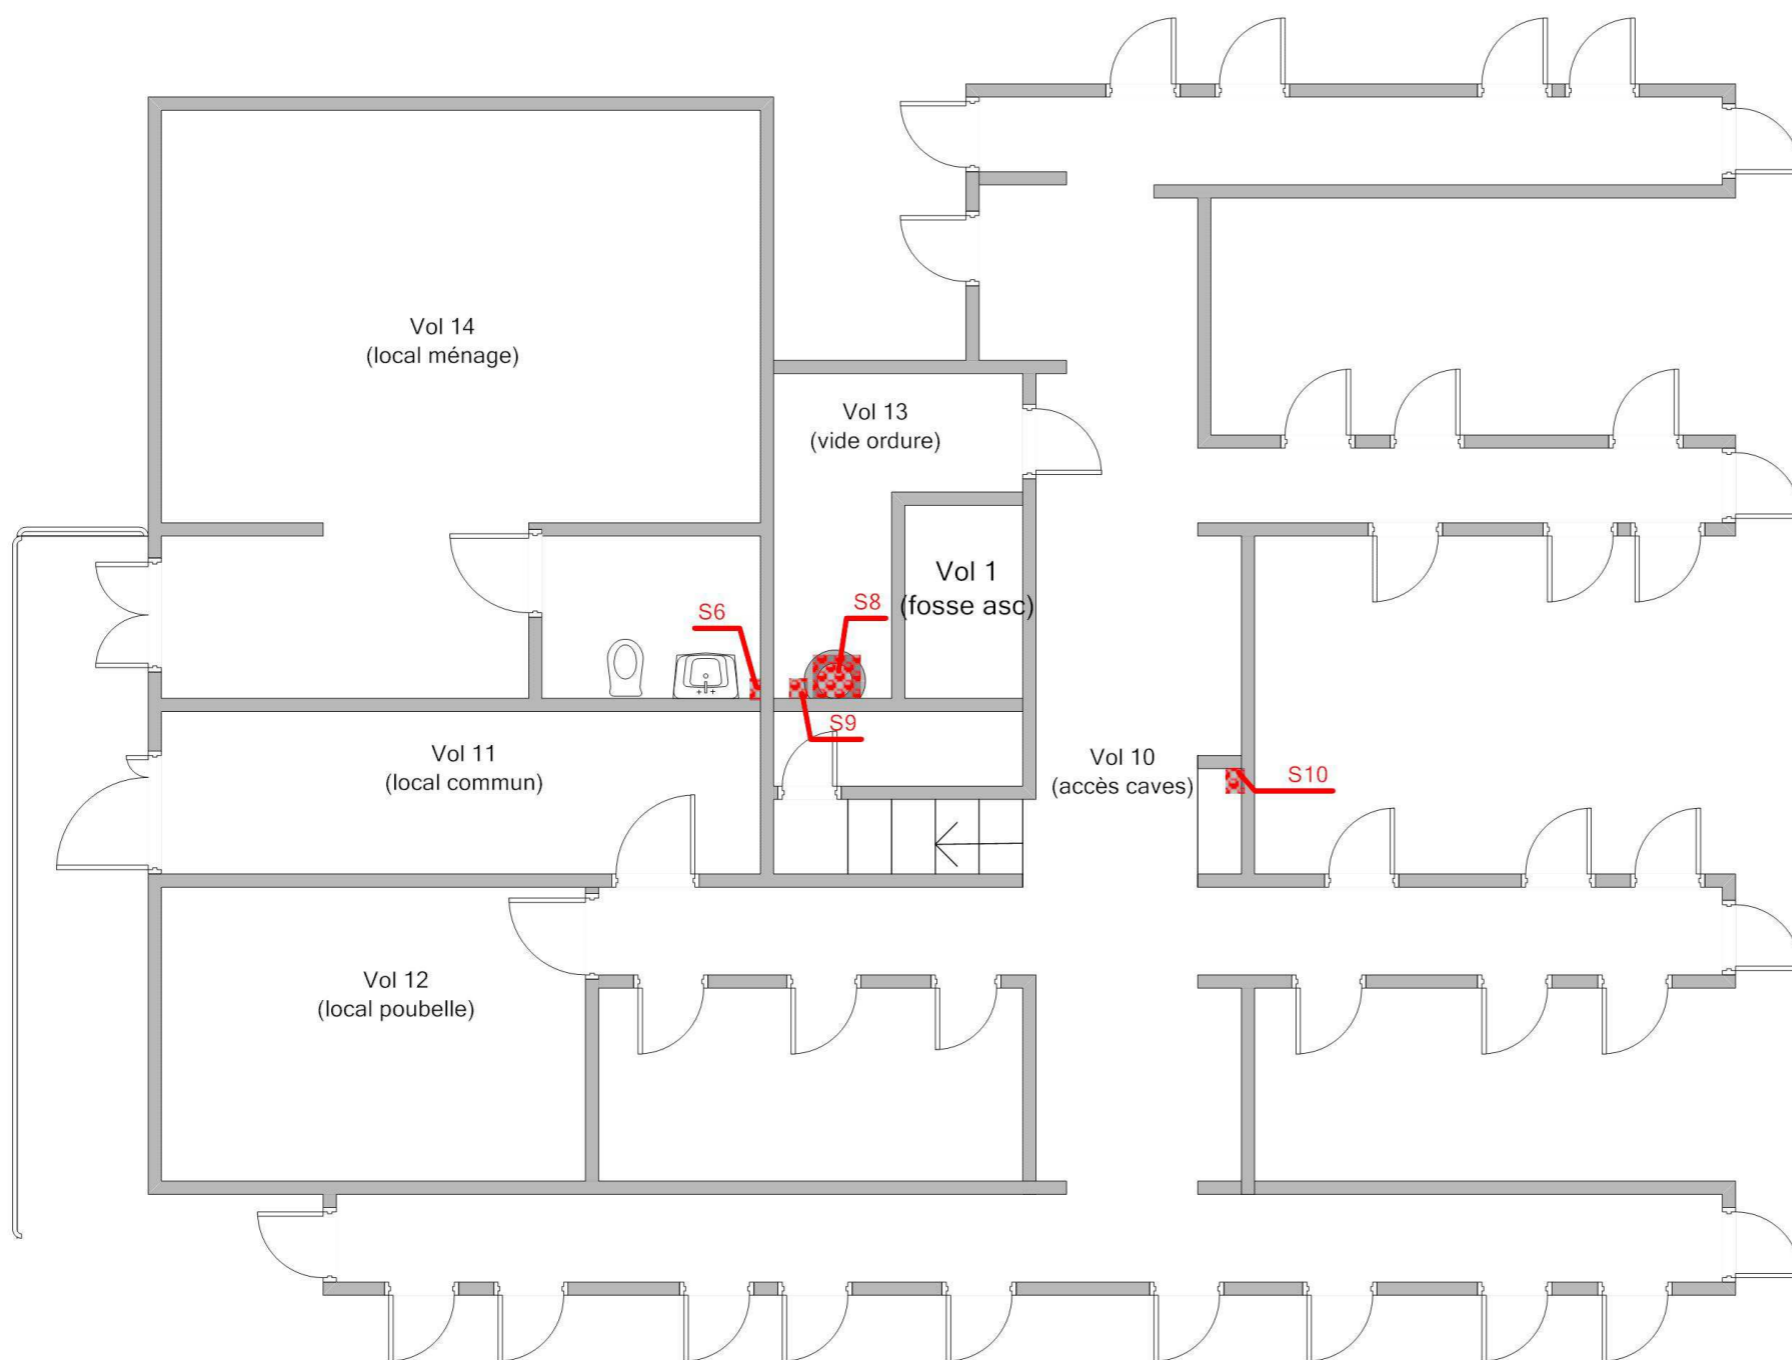 Vol 14
(local ménage)
Vol 13
(vide ordure)
Vol 1
(fosse asc)
S6
S8
S9
Vol 11
(local commun)
Vol 10
(accès caves)
S10
Vol 12
(local poubelle)